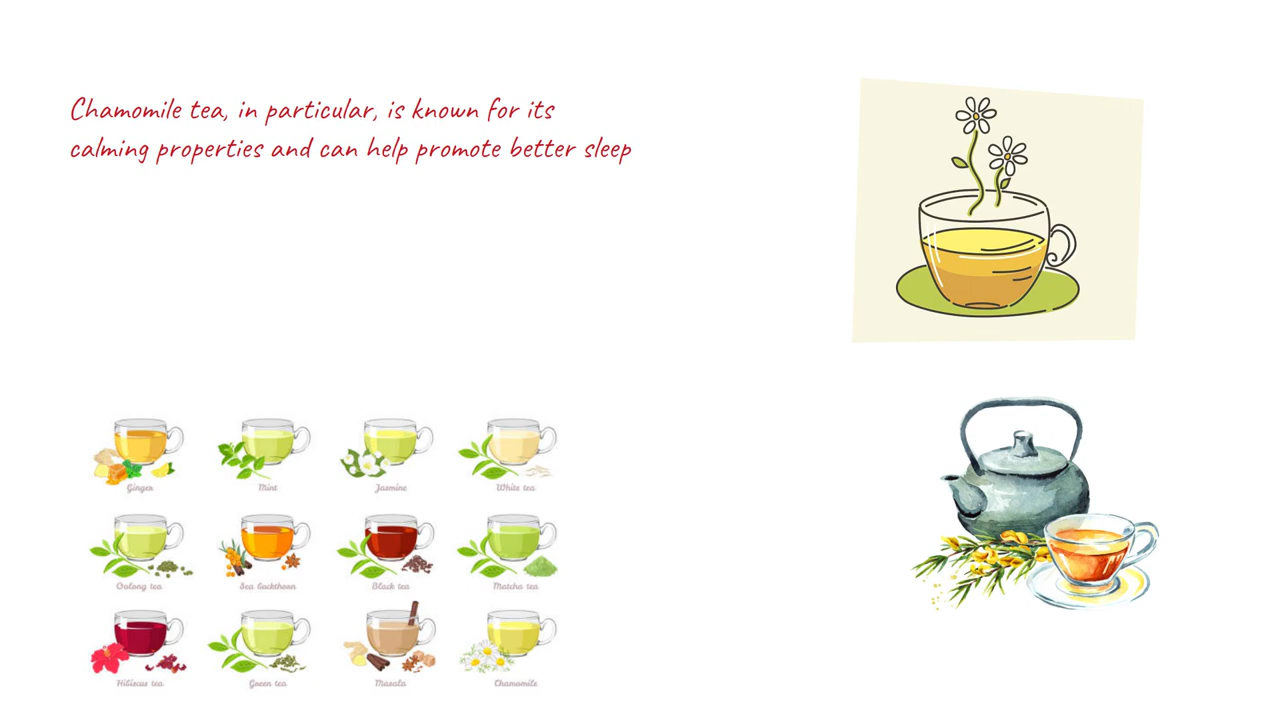 Chamomile tea, in particular, is known for its
calming properties and can help promote better sleep
Ginger
Mint
Jasmine
White tea
Oolong tea
Sea backthorn
Black tea
Matcha tea
Hibiscus tea
Green tea
Masala
Chamomile